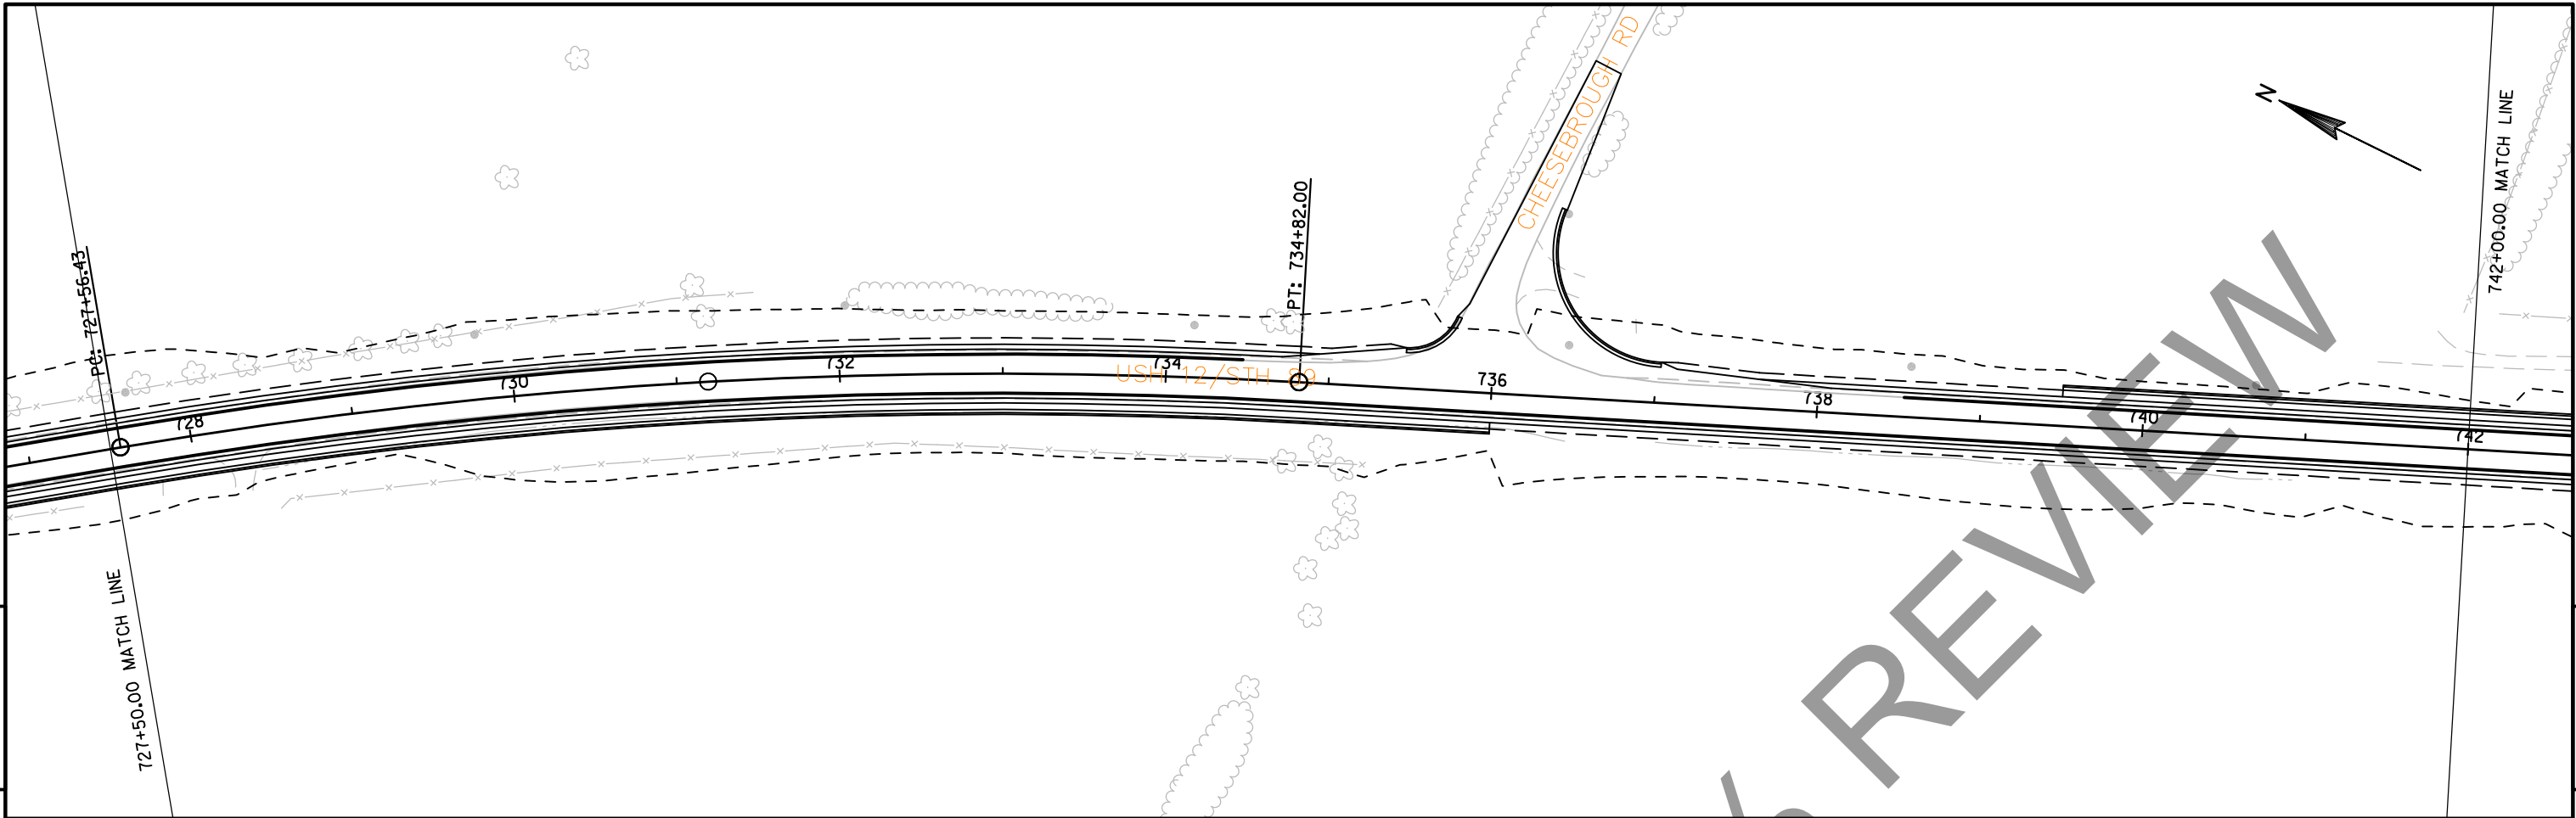 CHEESEBROUGH RD
N
742+00.00 MATCH LINE
PC: 727+56.43
PT: 734+82.00
728
730
732
734
USH 12/STH 89
736
738
740
742
727+50.00 MATCH LINE
REVIEW